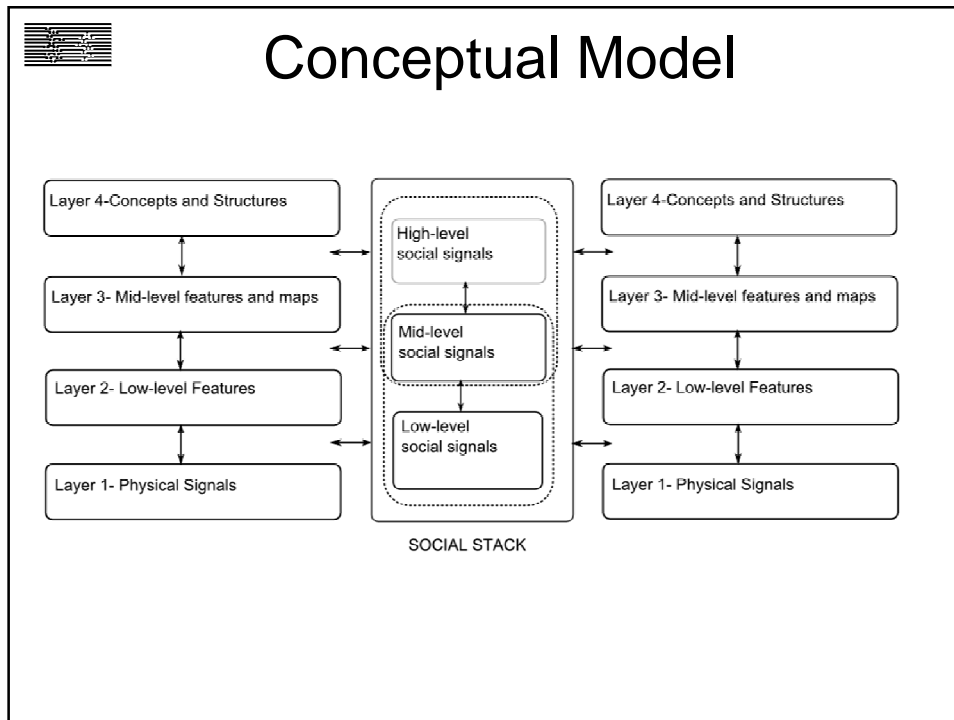 Conceptual Model
Layer 4-Concepts and Structures
Layer 3- Mid-level features and maps
Layer 2- Low-level Features
Layer 1- Physical Signals
High-level
social signals
Mid-level
social signals
Low-level
social signals
SOCIAL STACK
Layer 4-Concepts and Structures
Layer 3- Mid-level features and maps
Layer 2- Low-level Features
Layer 1- Physical Signals